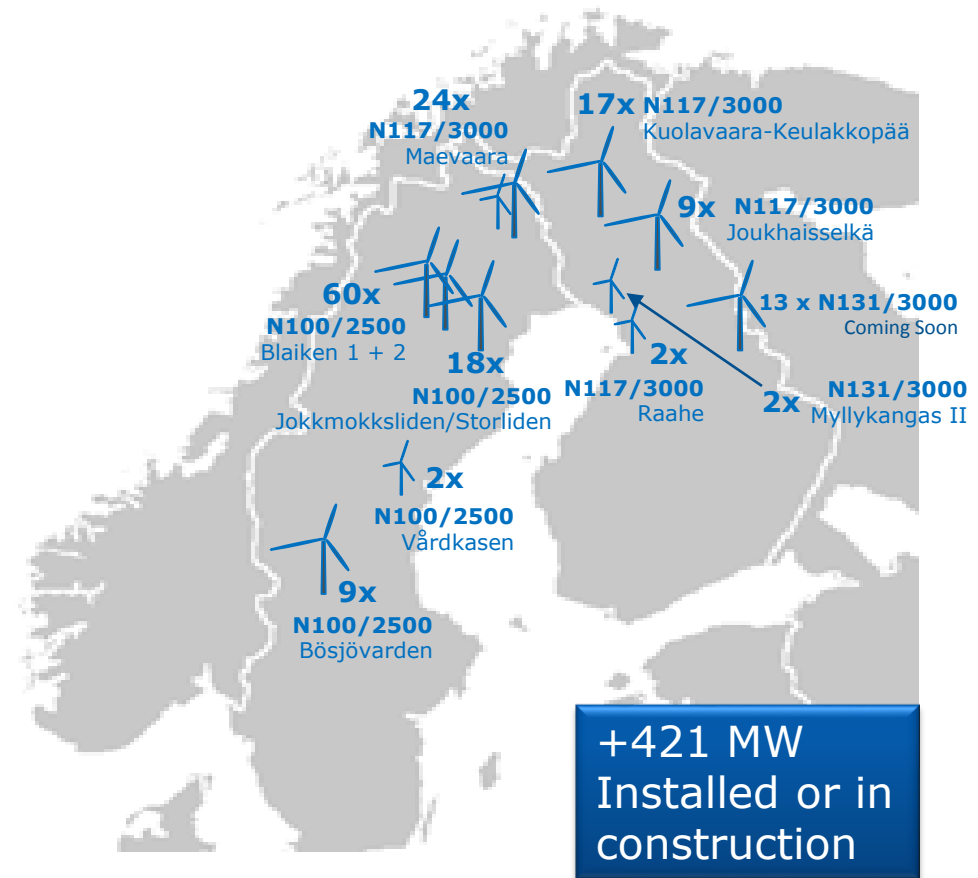 24x
N117/3000
Maevaara
17x N117/3000
Kuolavaara-Keulakkopää
9x N117/3000
Joukhaisselkä
60x
N100/2500
Blaiken 1 + 2
13 x N131/3000
Coming Soon
18x
N100/2500
Jokkmokksliden/Storliden
2x
N117/3000
Raahe
2x N131/3000
Myllykangas II
2x
N100/2500
Vårdkasen
9x
N100/2500
Bösjövarden
+421 MW
Installed or in
construction